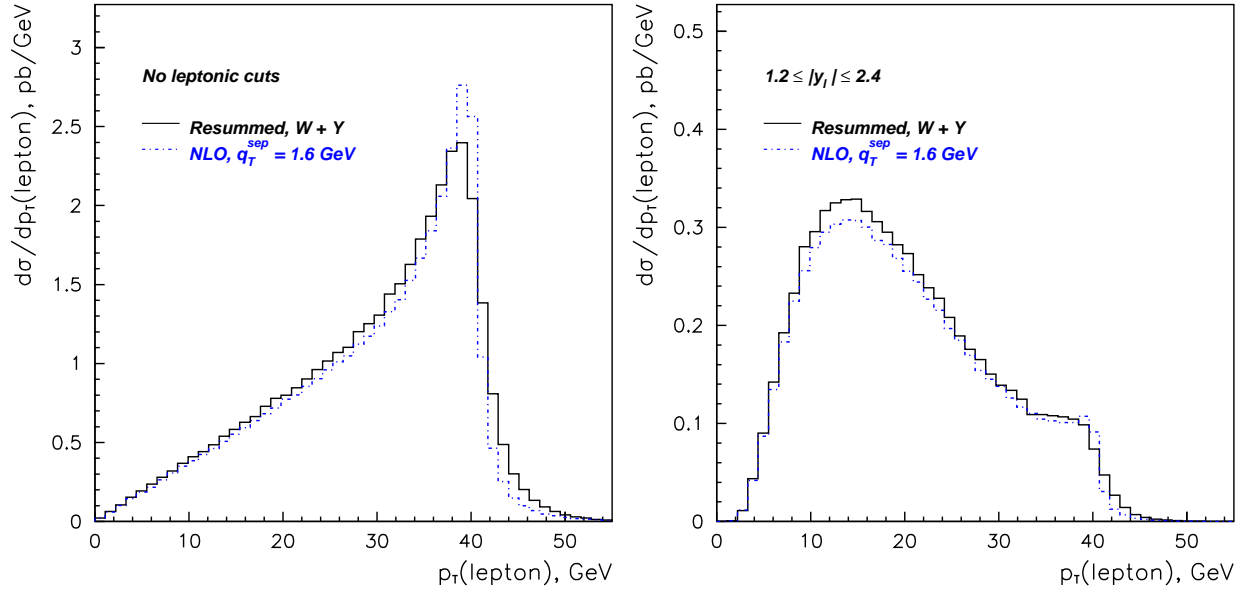 dσ/dp_T(lepton), pb/GeV
3
2.5
2
1.5
1
0.5
0
No leptonic cuts
Resummed, W + Y
NLO, q_T^sep = 1.6 GeV
0 10 20 30 40 50
p_T(lepton), GeV
dσ/dp_T(lepton), pb/GeV
0.5
0.4
0.3
0.2
0.1
0
1.2 ≤ |y_l| ≤ 2.4
Resummed, W + Y
NLO, q_T^sep = 1.6 GeV
0 10 20 30 40 50
p_T(lepton), GeV